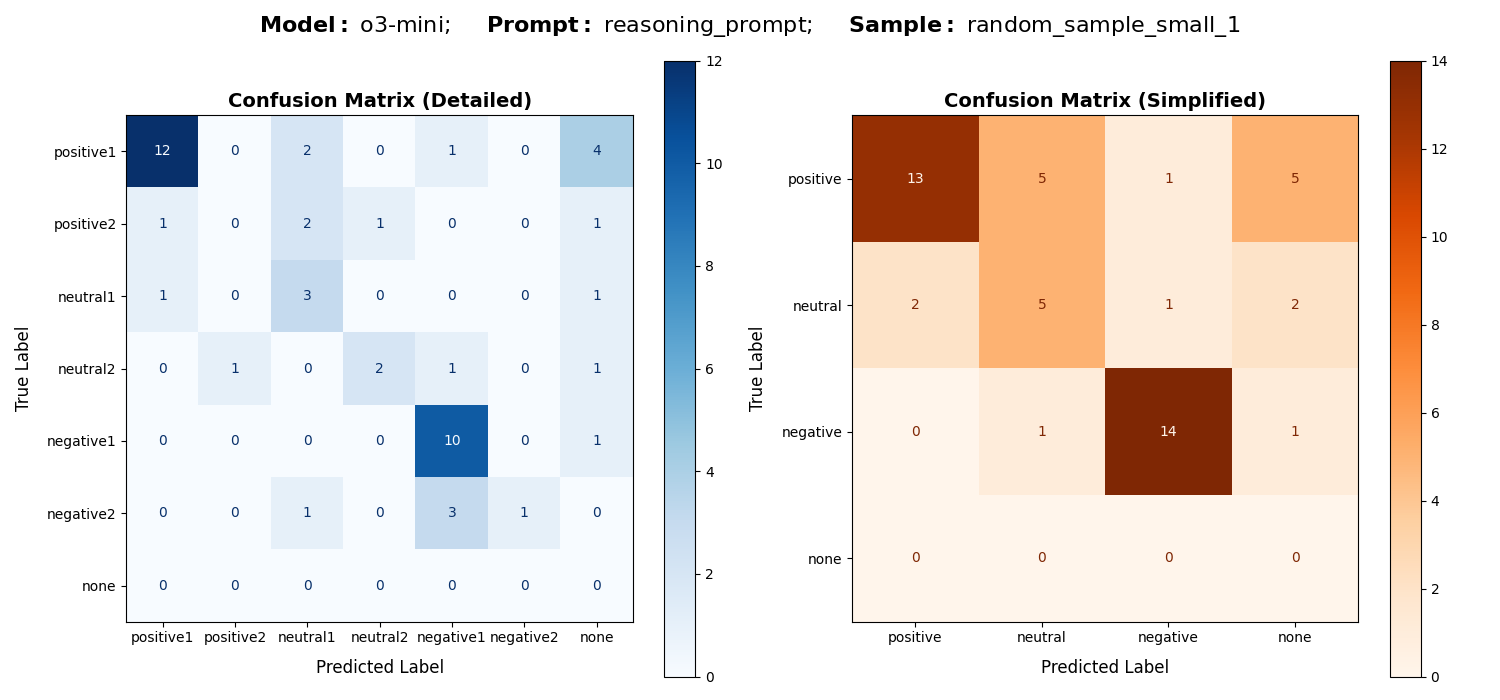 Model: o3-mini; Prompt: reasoning_prompt; Sample: random_sample_small_1
Confusion Matrix (Detailed)
True Label
positive1 12 0 2 0 1 0 4
positive2 1 0 2 1 0 0 1
neutral1 1 0 3 0 0 0 1
neutral2 0 1 0 2 1 0 1
negative1 0 0 0 0 10 0 1
negative2 0 0 1 0 3 1 0
none 0 0 0 0 0 0 0
positive1 positive2 neutral1 neutral2 negative1 negative2 none
Predicted Label
12
10
8
6
4
2
0
Confusion Matrix (Simplified)
True Label
positive 13 5 1 5
neutral 2 5 1 2
negative 0 1 14 1
none 0 0 0 0
positive neutral negative none
Predicted Label
14
12
10
8
6
4
2
0